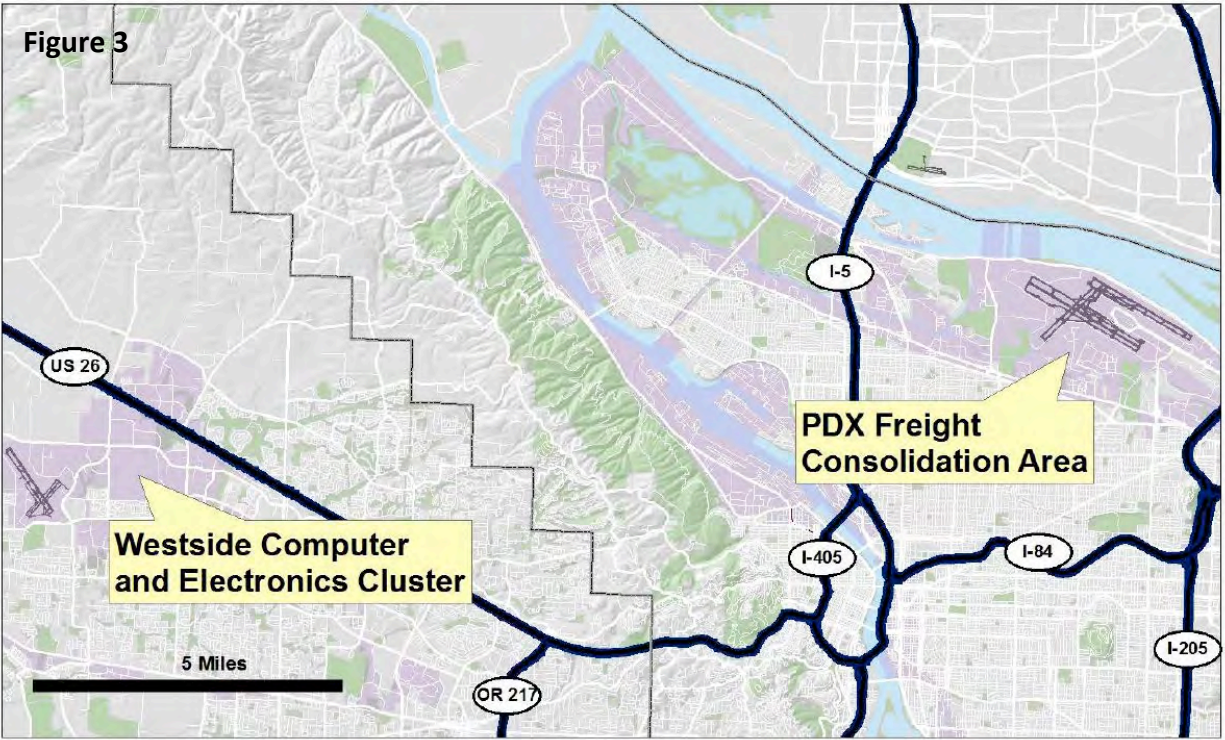 Figure 3
I-5
US 26
PDX Freight
Consolidation Area
Westside Computer
and Electronics Cluster
I-405
I-84
5 Miles
I-205
OR 217